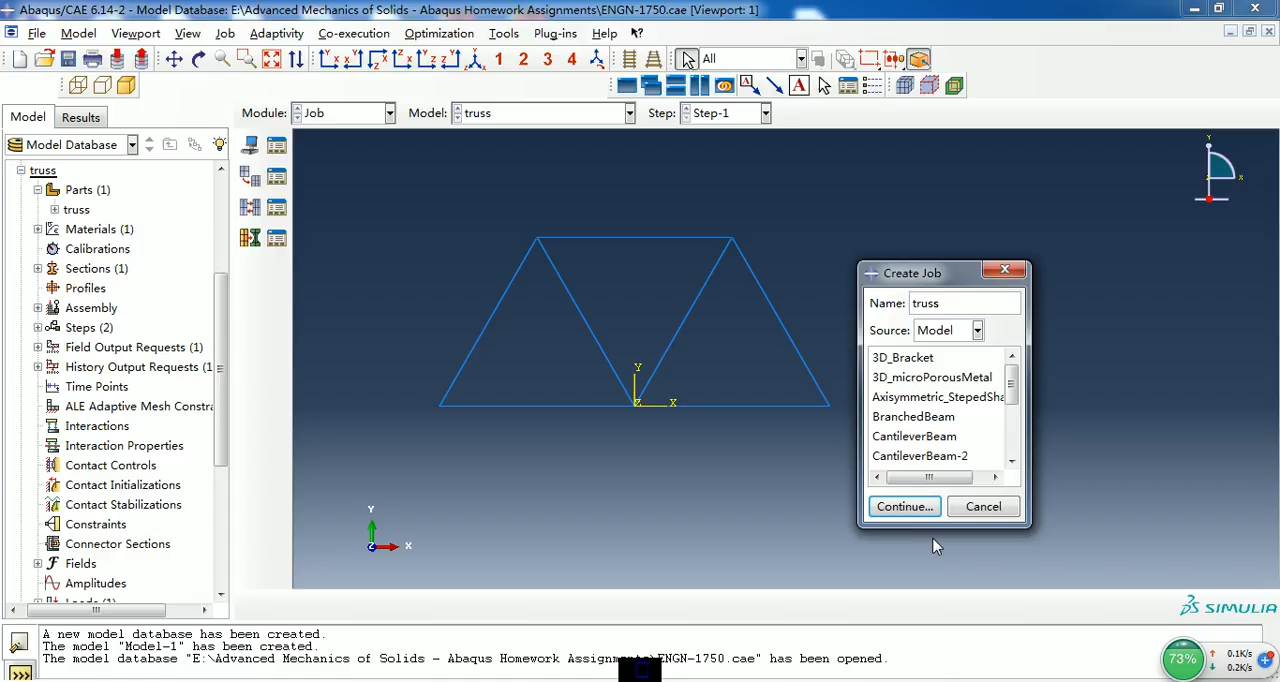 Abaqus/CAE 6.14-2 - Model Database: E:\Advanced Mechanics of Solids - Abaqus Homework Assignments\ENGN-1750.cae [Viewport: 1]
File Model Viewport View Job Adaptivity Co-execution Optimization Tools Plug-ins Help
1 2 3 4 All
A
Model Results Module: Job Model: truss Step: Step-1
Model Database
truss
Parts (1)
truss
Materials (1)
Calibrations
Sections (1)
Profiles
Assembly
Steps (2)
Field Output Requests (1)
History Output Requests (1
Time Points
ALE Adaptive Mesh Constra
Interactions
Interaction Properties
Contact Controls
Contact Initializations
Contact Stabilizations
Constraints
Connector Sections
Fields
Amplitudes
Y
X
Y
X
Z
Y
X
Z
Create Job
Name: truss
Source: Model
3D_Bracket
3D_microPorousMetal
Axisymmetric_StepedSha
BranchedBeam
CantileverBeam
CantileverBeam-2
Continue... Cancel
SIMULIA
A new model database has been created.
The model "Model-1" has been created.
The model database "E:\Advanced Mechanics of Solids - Abaqus Homework Assignments\ENGN-1750.cae" has been opened.
>>>
73%
0.1K/s
0.2K/s